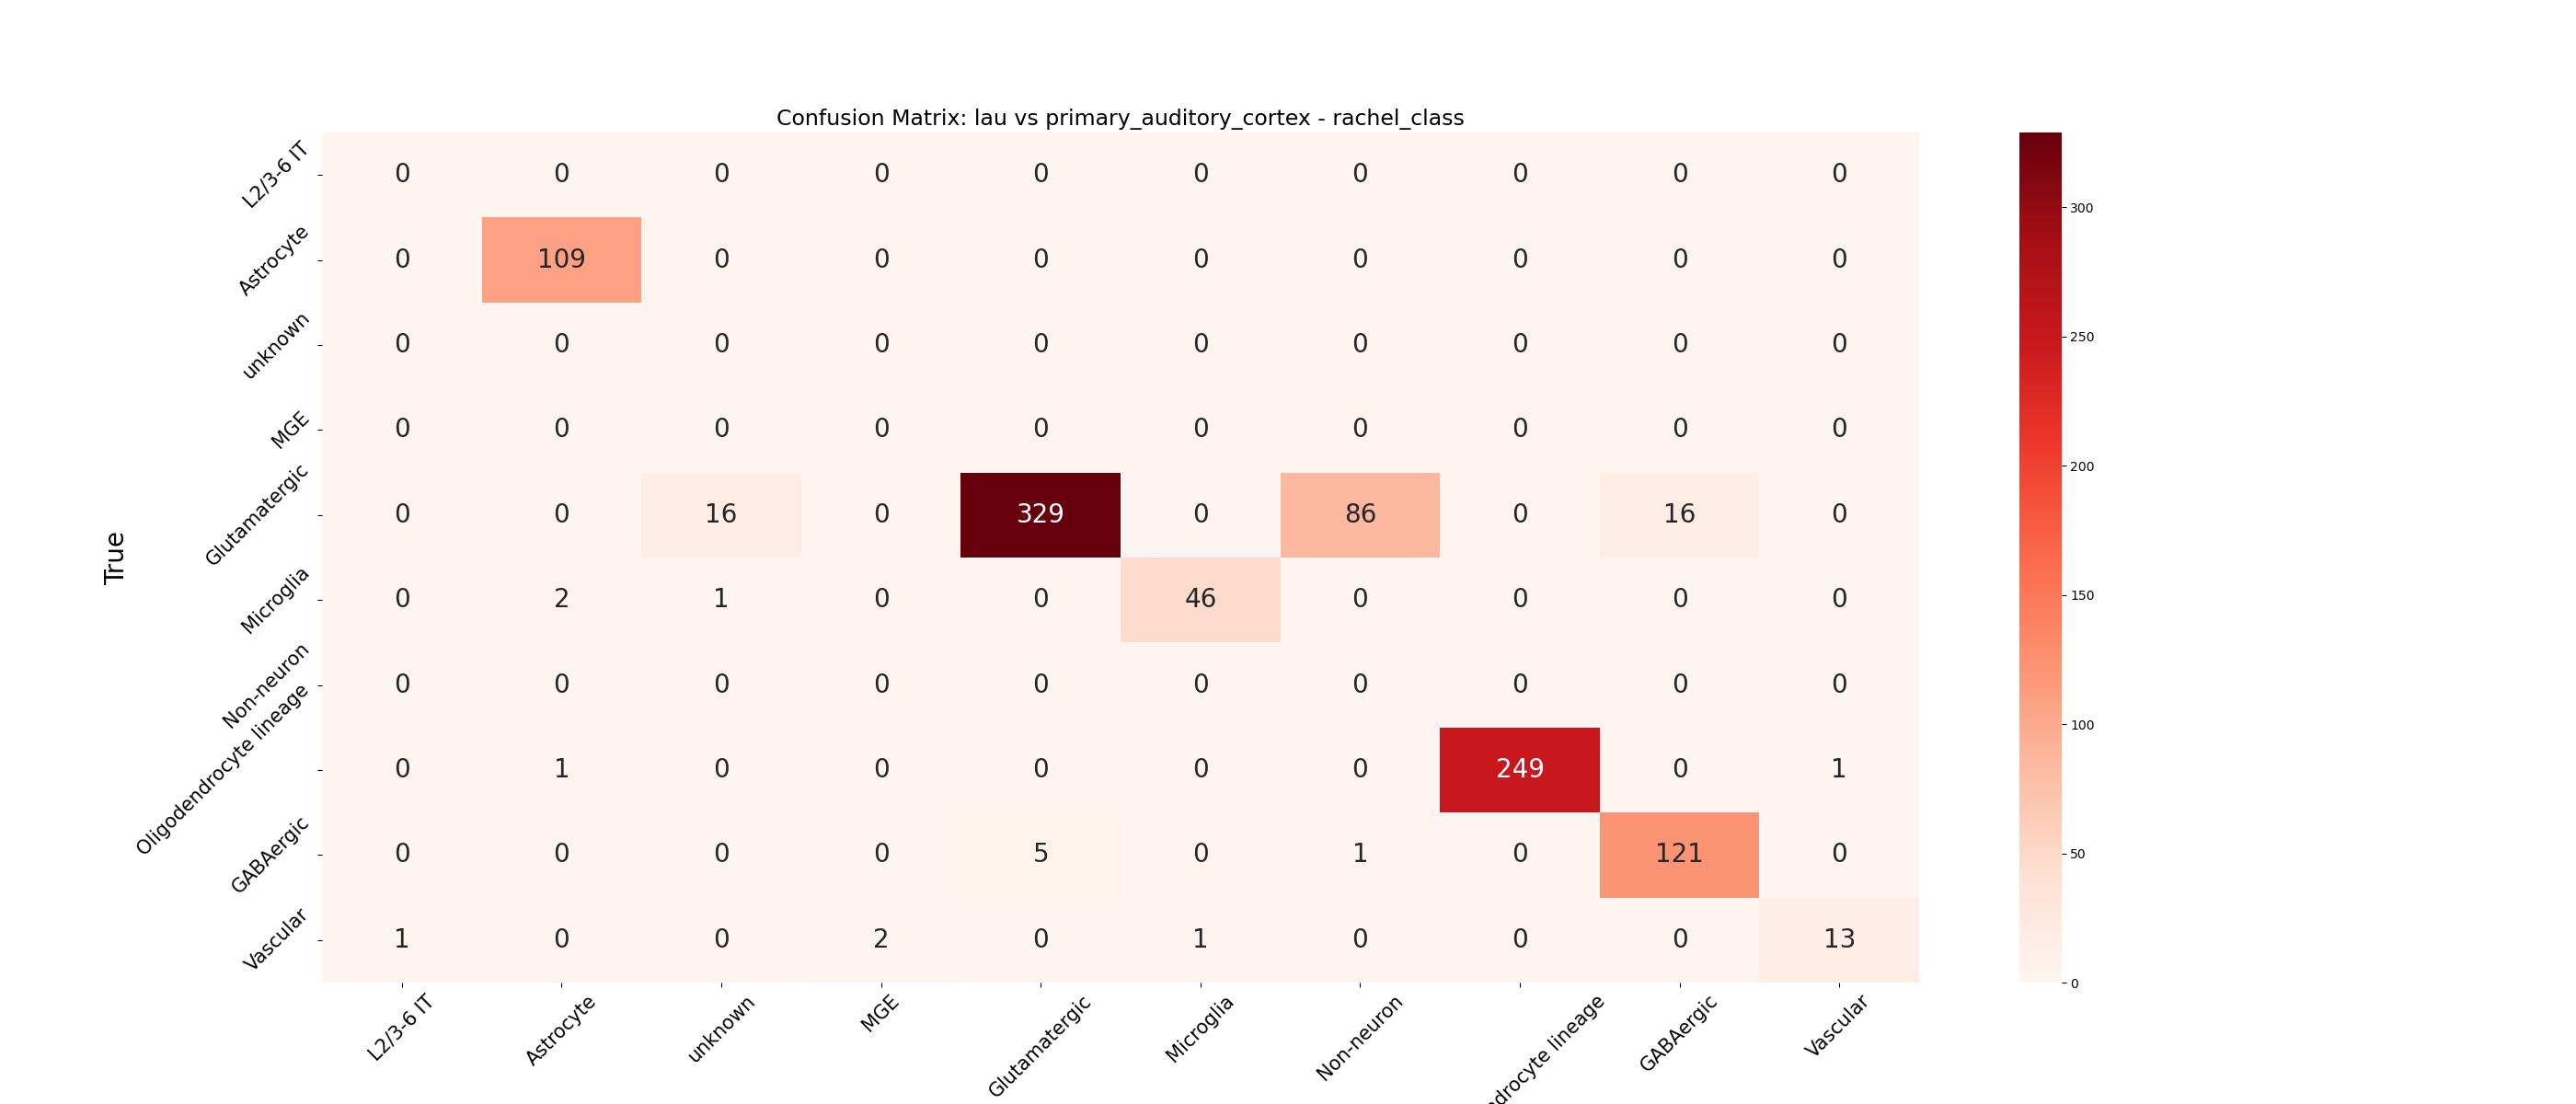 Confusion Matrix: lau vs primary_auditory_cortex - rachel_class
True
L2/3-6 IT 0 0 0 0 0 0 0 0 0 0
Astrocyte 0 109 0 0 0 0 0 0 0 0
unknown 0 0 0 0 0 0 0 0 0 0
MGE 0 0 0 0 0 0 0 0 0 0
Glutamatergic 0 0 16 0 329 0 86 0 16 0
Microglia 0 2 1 0 0 46 0 0 0 0
Non-neuron 0 0 0 0 0 0 0 0 0 0
Oligodendrocyte lineage 0 1 0 0 0 0 0 249 0 1
GABAergic 0 0 0 0 5 0 1 0 121 0
Vascular 1 0 0 2 0 1 0 0 0 13
L2/3-6 IT Astrocyte unknown MGE Glutamatergic Microglia Non-neuron lineage GABAergic Vascular
300
250
200
150
100
50
0